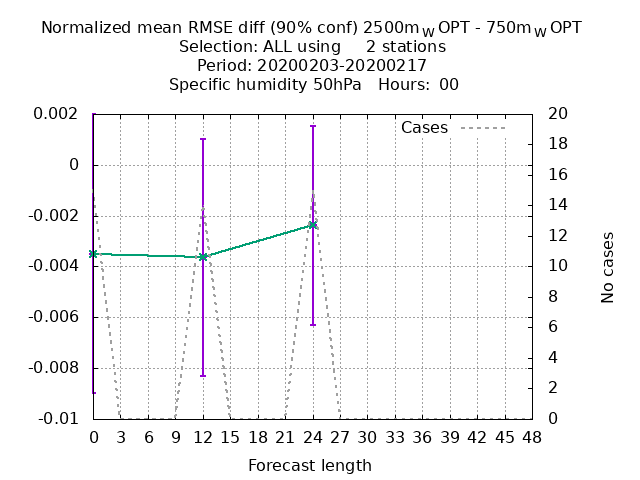 Normalized mean RMSE diff (90% conf) 2500m_W OPT - 750m_W OPT
Selection: ALL using 2 stations
Period: 20200203-20200217
Specific humidity 50hPa Hours: 00
Cases
0.002
0
-0.002
-0.004
-0.006
-0.008
-0.01
20
18
16
14
12
10
8
6
4
2
0
No cases
0 3 6 9 12 15 18 21 24 27 30 33 36 39 42 45 48
Forecast length